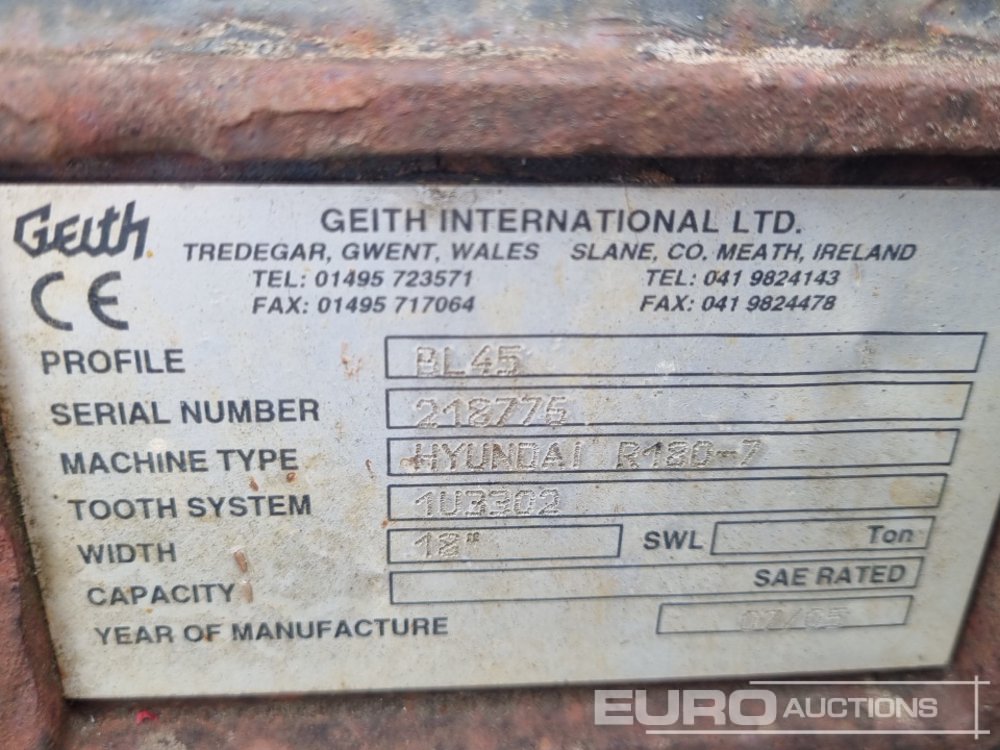 Geith
GEITH INTERNATIONAL LTD.
TREDEGAR, GWENT, WALES SLANE, CO. MEATH, IRELAND
TEL: 01495 723571 TEL: 041 9824143
FAX: 01495 717064 FAX: 041 9824478
CE
PROFILE BL45
SERIAL NUMBER 218775
MACHINE TYPE HYUNDAI R180-7
TOOTH SYSTEM 1U3302
WIDTH 18" SWL Ton
CAPACITY SAE RATED
YEAR OF MANUFACTURE 07/05
EURO AUCTIONS